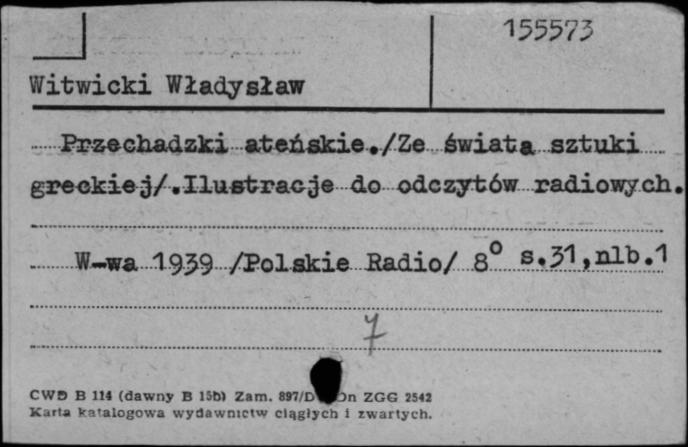 155573
Witwicki Władysław
Przechadzki ateńskie./Ze świata sztuki
greckiej/.Ilustracje do odczytów radiowych.
W-wa 1939 /Polskie Radio/ 8° s.31,nlb.1
7
CWD B 114 (dawny B 15b) Zam. 897/D n ZGG 2542
Karta katalogowa wydawnictw ciągłych i zwartych.